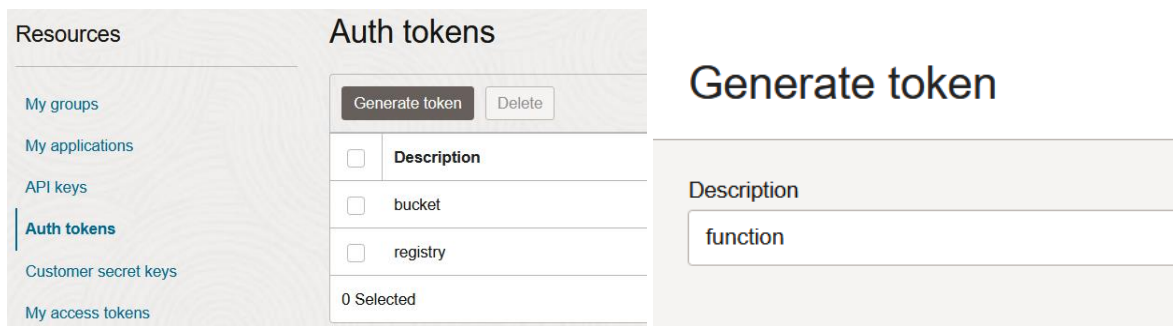 Resources
My groups
My applications
API keys
Auth tokens
Customer secret keys
My access tokens
Auth tokens
Generate token
Delete
Description
bucket
registry
0 Selected
Generate token
Description
function